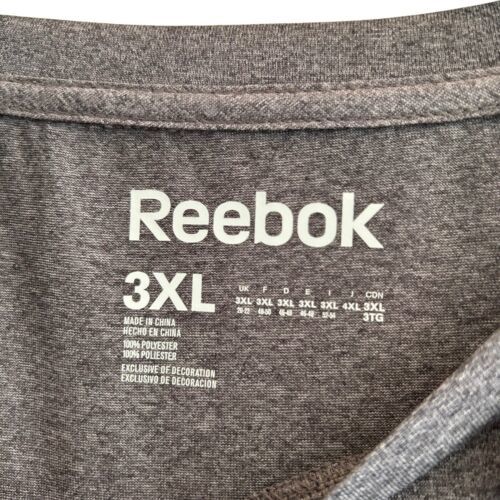 Reebok
3XL
UK F D E I J CDN
3XL 3XL 3XL 3XL 3XL 4XL 3XL
3TG
MADE IN CHINA
HECHO EN CHINA
100% POLYESTER
100% POLIESTER
EXCLUSIVE OF DECORATION
EXCLUSIVO DE DECORACION